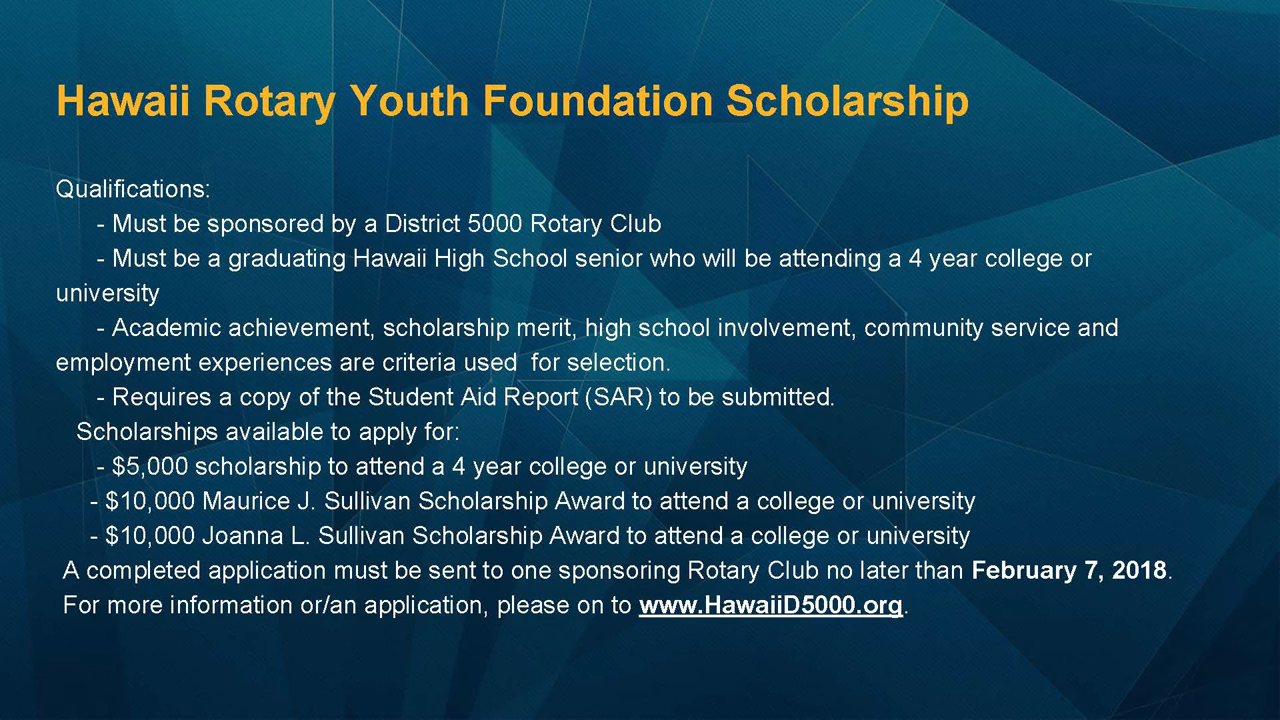 Hawaii Rotary Youth Foundation Scholarship
Qualifications:
- Must be sponsored by a District 5000 Rotary Club
- Must be a graduating Hawaii High School senior who will be attending a 4 year college or
university
- Academic achievement, scholarship merit, high school involvement, community service and
employment experiences are criteria used  for selection.
- Requires a copy of the Student Aid Report (SAR) to be submitted.
Scholarships available to apply for:
- $5,000 scholarship to attend a 4 year college or university
- $10,000 Maurice J. Sullivan Scholarship Award to attend a college or university
- $10,000 Joanna L. Sullivan Scholarship Award to attend a college or university
A completed application must be sent to one sponsoring Rotary Club no later than February 7, 2018.
For more information or/an application, please on to www.HawaiiD5000.org.